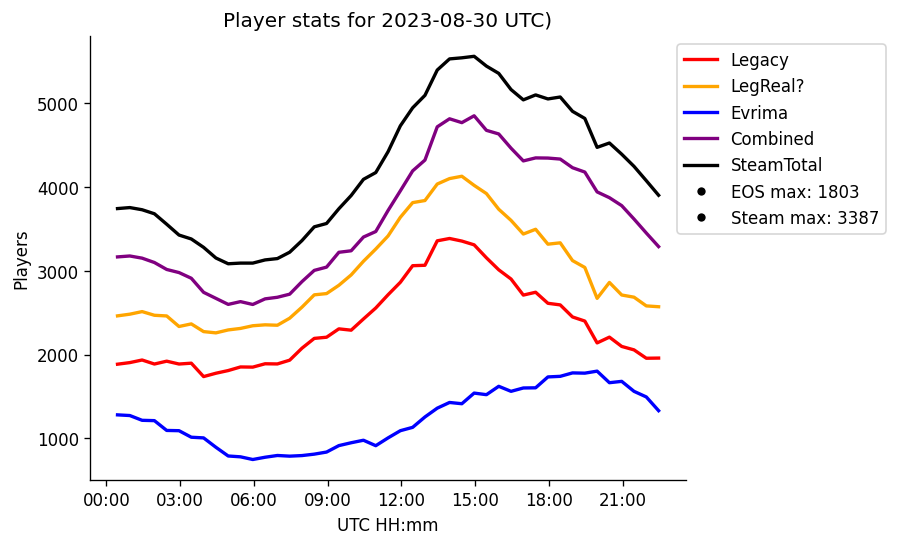 Player stats for 2023-08-30 UTC)
Legacy
LegReal?
Evrima
Combined
SteamTotal
EOS max: 1803
Steam max: 3387
Players
5000
4000
3000
2000
1000
00:00 03:00 06:00 09:00 12:00 15:00 18:00 21:00
UTC HH:mm